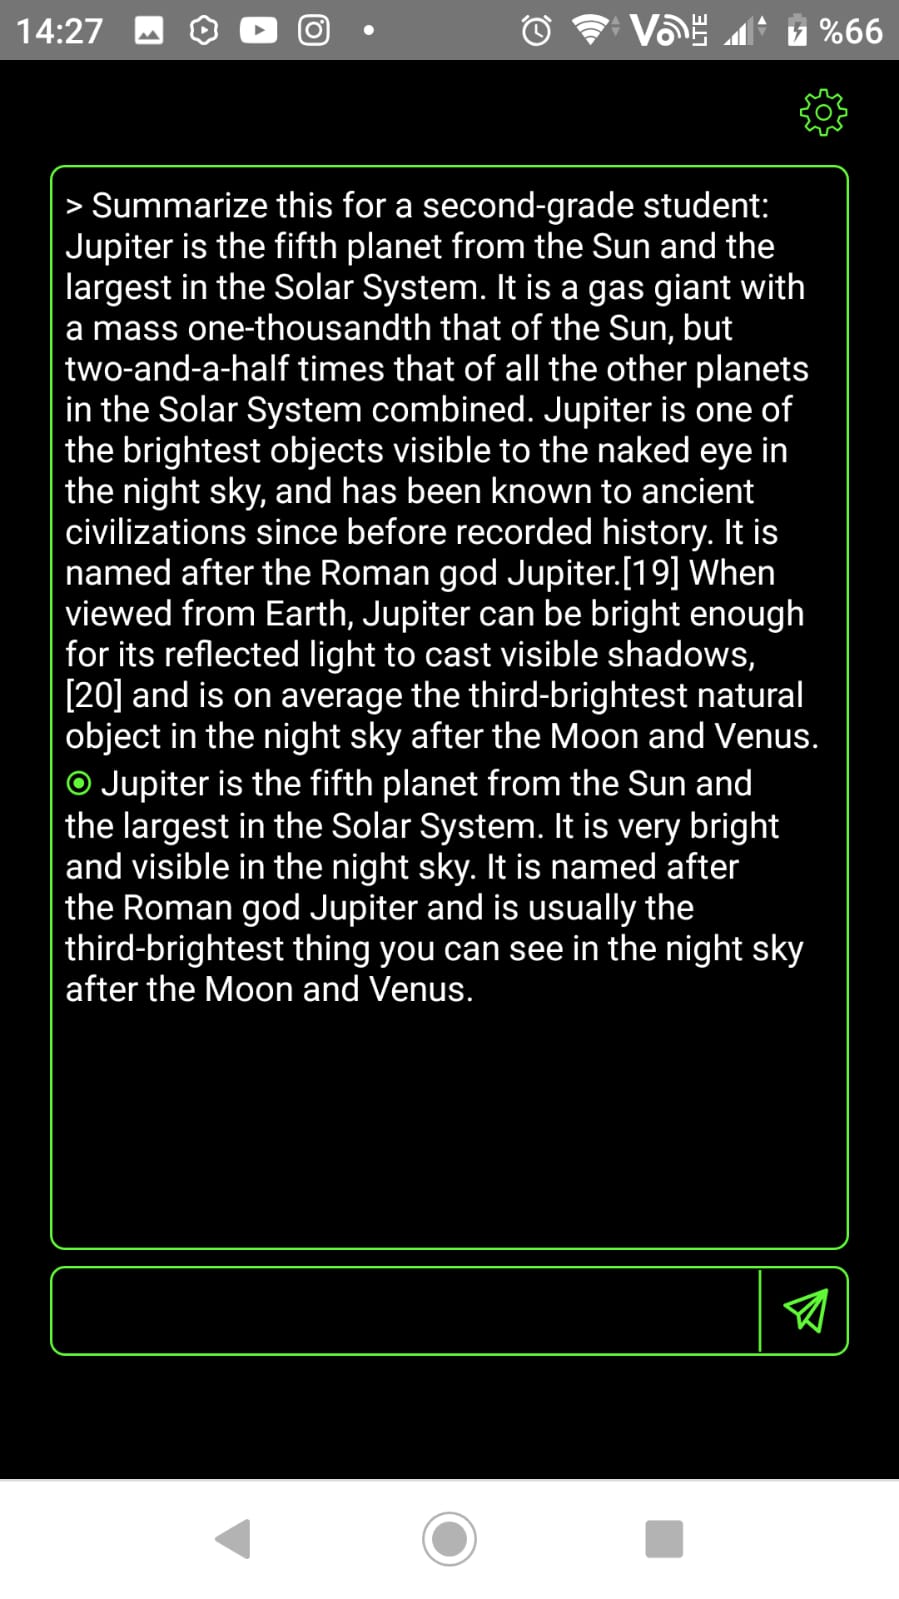 14:27
VoLTE
%66
> Summarize this for a second-grade student:
Jupiter is the fifth planet from the Sun and the
largest in the Solar System. It is a gas giant with
a mass one-thousandth that of the Sun, but
two-and-a-half times that of all the other planets
in the Solar System combined. Jupiter is one of
the brightest objects visible to the naked eye in
the night sky, and has been known to ancient
civilizations since before recorded history. It is
named after the Roman god Jupiter.[19] When
viewed from Earth, Jupiter can be bright enough
for its reflected light to cast visible shadows,
[20] and is on average the third-brightest natural
object in the night sky after the Moon and Venus.
Jupiter is the fifth planet from the Sun and
the largest in the Solar System. It is very bright
and visible in the night sky. It is named after
the Roman god Jupiter and is usually the
third-brightest thing you can see in the night sky
after the Moon and Venus.